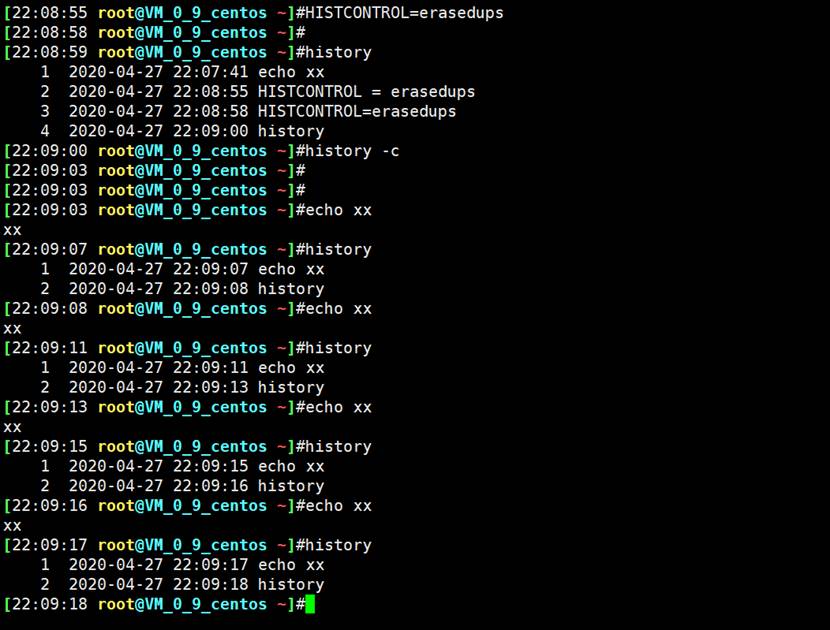 [22:08:55 root@VM_0_9_centos ~]#HISTCONTROL=erasedups
[22:08:58 root@VM_0_9_centos ~]#
[22:08:59 root@VM_0_9_centos ~]#history
    1  2020-04-27 22:07:41 echo xx
    2  2020-04-27 22:08:55 HISTCONTROL = erasedups
    3  2020-04-27 22:08:58 HISTCONTROL=erasedups
    4  2020-04-27 22:09:00 history
[22:09:00 root@VM_0_9_centos ~]#history -c
[22:09:03 root@VM_0_9_centos ~]#
[22:09:03 root@VM_0_9_centos ~]#
[22:09:03 root@VM_0_9_centos ~]#echo xx
xx
[22:09:07 root@VM_0_9_centos ~]#history
    1  2020-04-27 22:09:07 echo xx
    2  2020-04-27 22:09:08 history
[22:09:08 root@VM_0_9_centos ~]#echo xx
xx
[22:09:11 root@VM_0_9_centos ~]#history
    1  2020-04-27 22:09:11 echo xx
    2  2020-04-27 22:09:13 history
[22:09:13 root@VM_0_9_centos ~]#echo xx
xx
[22:09:15 root@VM_0_9_centos ~]#history
    1  2020-04-27 22:09:15 echo xx
    2  2020-04-27 22:09:16 history
[22:09:16 root@VM_0_9_centos ~]#echo xx
xx
[22:09:17 root@VM_0_9_centos ~]#history
    1  2020-04-27 22:09:17 echo xx
    2  2020-04-27 22:09:18 history
[22:09:18 root@VM_0_9_centos ~]#